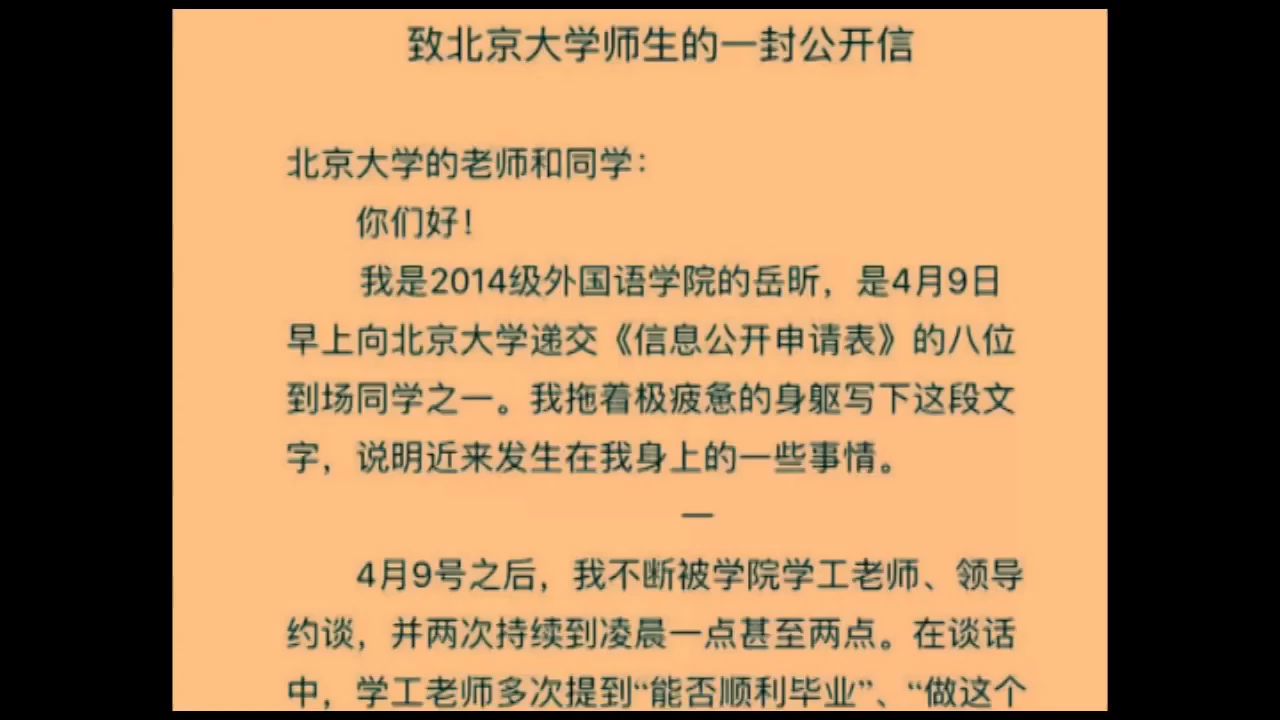 致北京大学师生的一封公开信
北京大学的老师和同学：
你们好！
我是2014级外国语学院的岳昕，是4月9日
早上向北京大学递交《信息公开申请表》的八位
到场同学之一。我拖着极疲惫的身躯写下这段文
字，说明近来发生在我身上的一些事情。
一
4月9号之后，我不断被学院学工老师、领导
约谈，并两次持续到凌晨一点甚至两点。在谈话
中，学工老师多次提到“能否顺利毕业”、“做这个